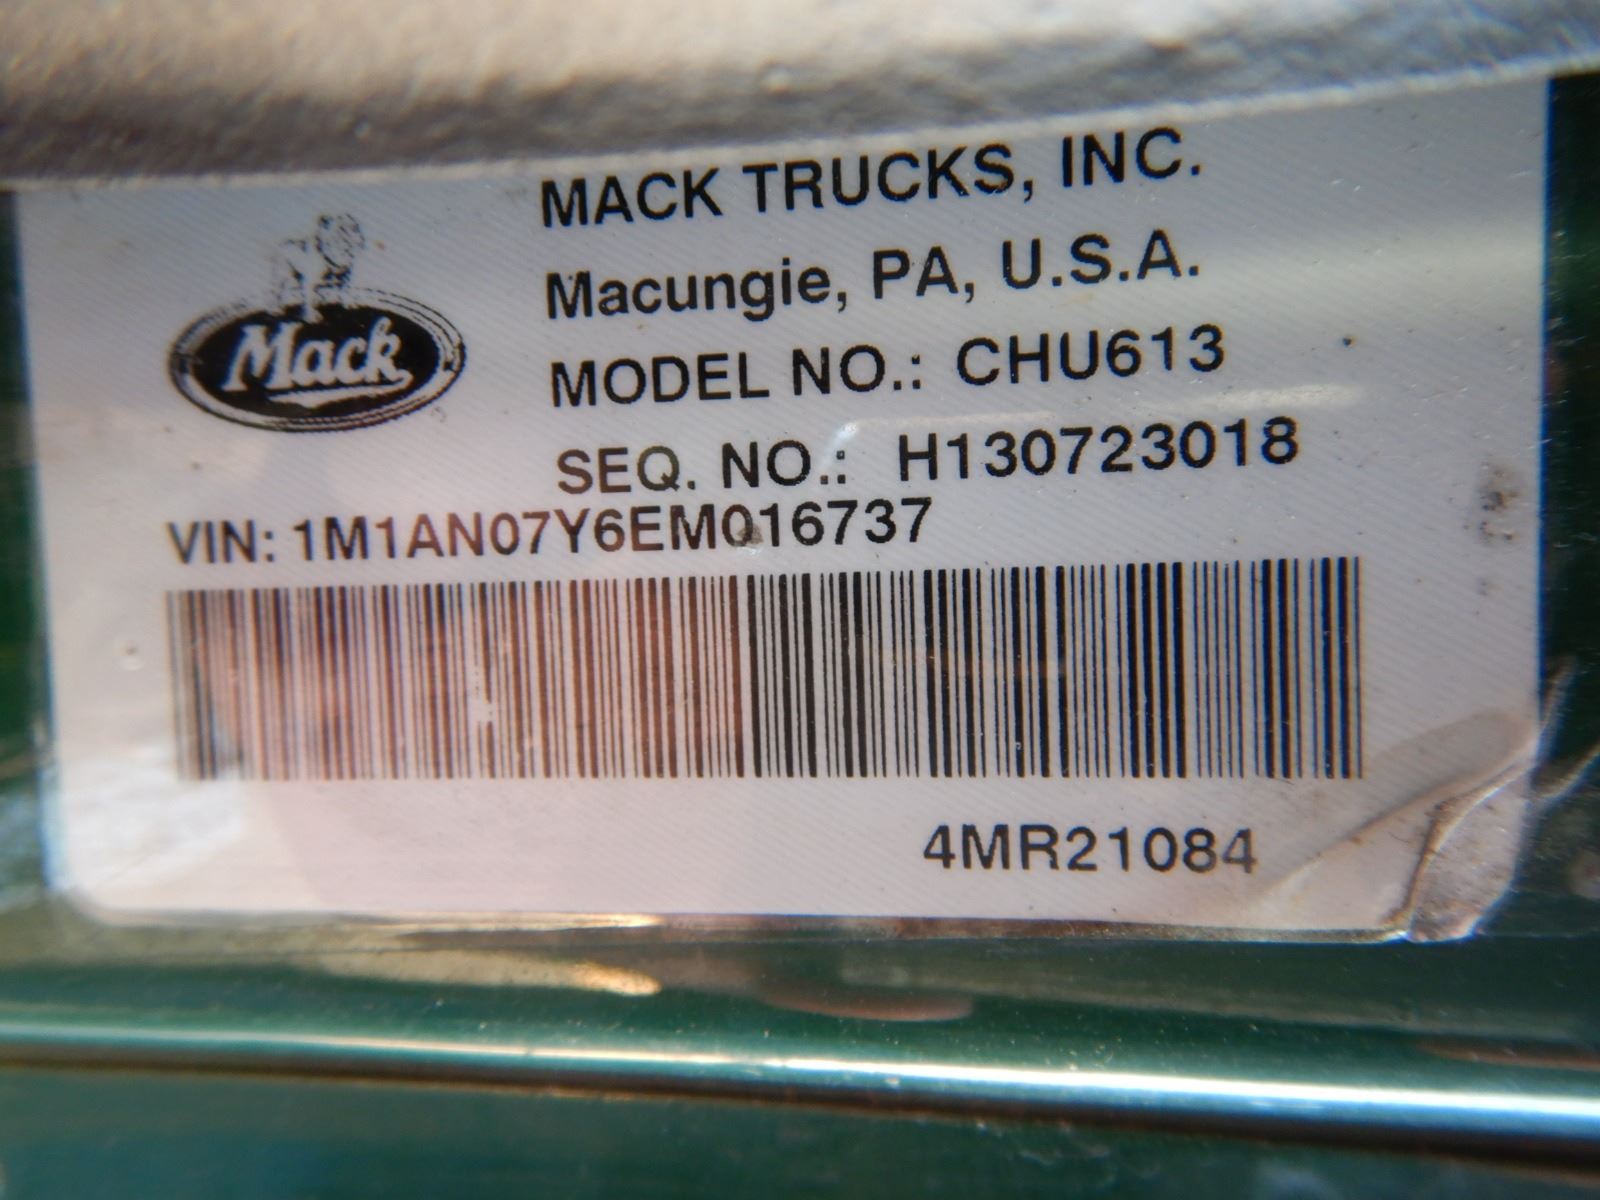 MACK TRUCKS, INC.
Macungie, PA, U.S.A.
Mack
MODEL NO.: CHU613
SEQ. NO.: H130723018
VIN: 1M1AN07Y6EM016737
4MR21084